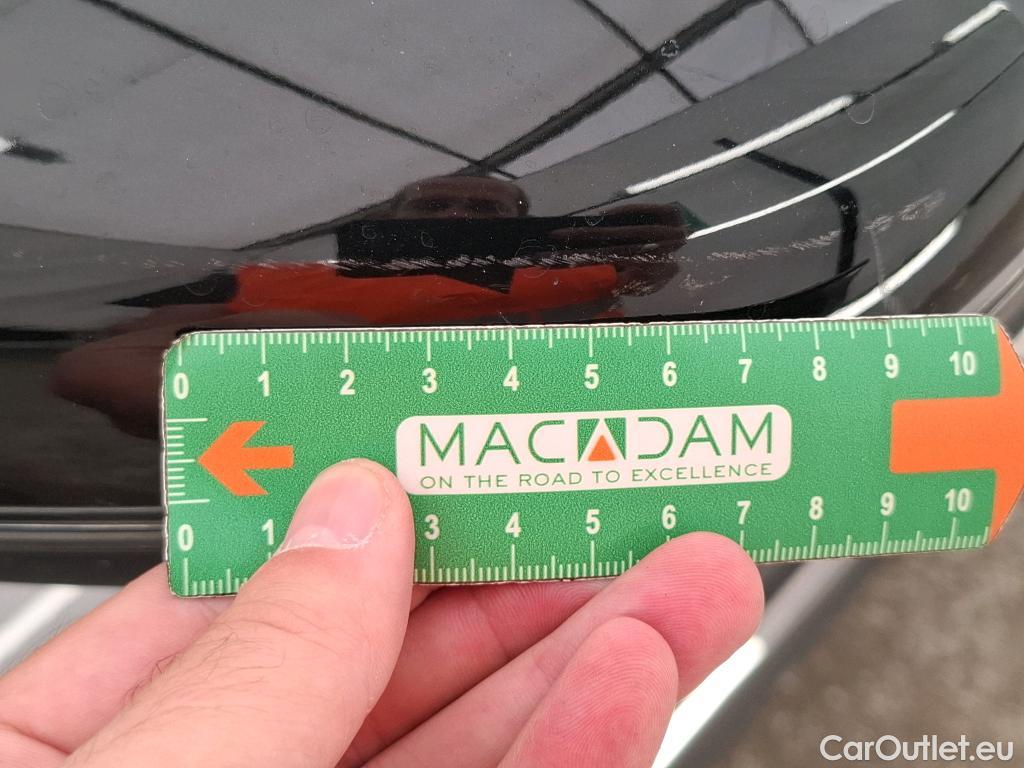 0 1 2 3 4 5 6 7 8 9 10
MACADAM
ON THE ROAD TO EXCELLENCE
0 1 3 4 5 6 7 8 9 10
CarOutlet.eu